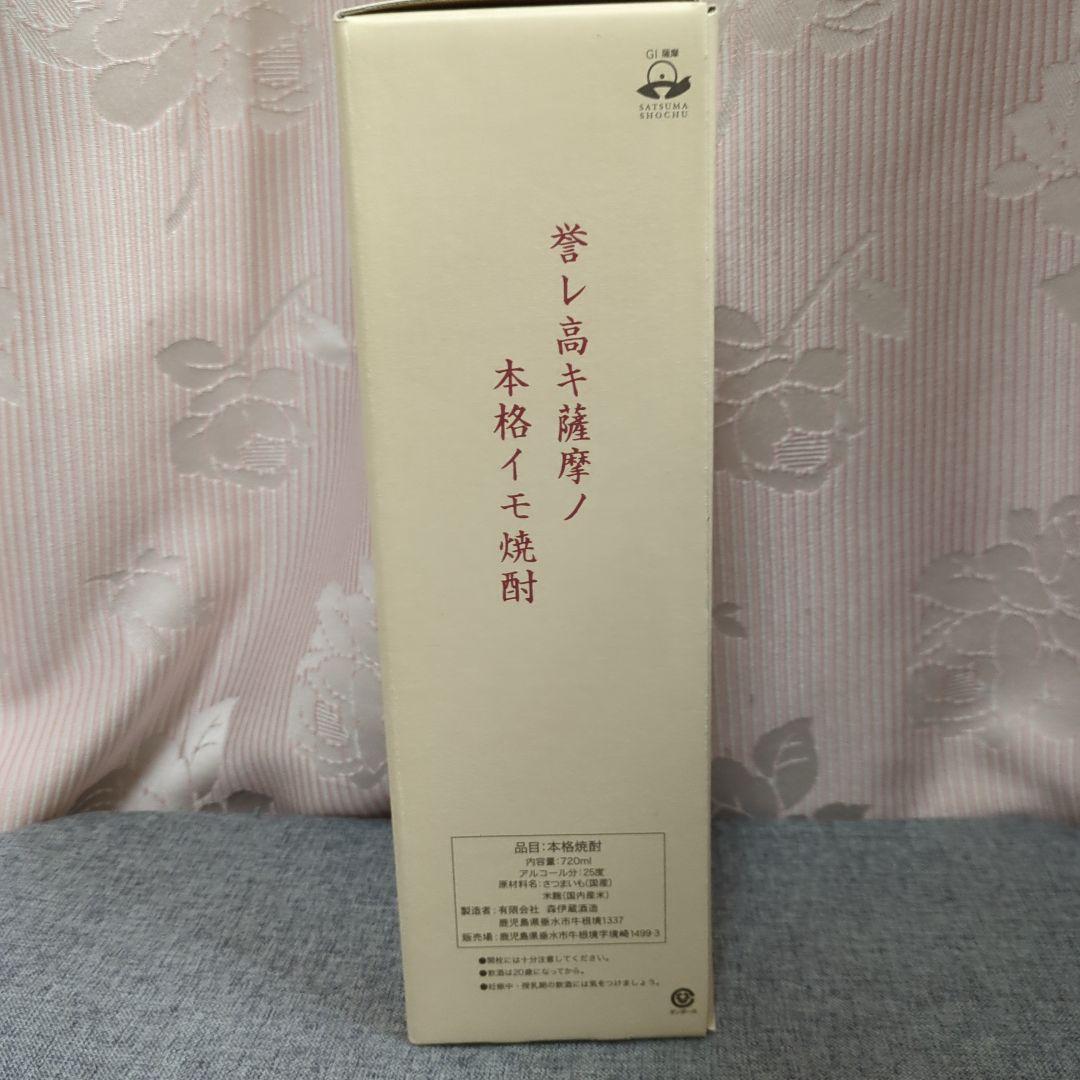 GI 薩摩
SATSUMA
SHOCHU
誉レ高キ薩摩ノ
本格イモ焼酎
品目:本格焼酎
内容量:720ml
アルコール分:25度
原材料名:さつまいも(国産)
米麹(国内産米)
製造者:有限会社 森伊蔵酒造
鹿児島県垂水市牛根境1337
販売場:鹿児島県垂水市牛根境字境崎1499-3
●開栓には十分注意してください。
●飲酒は20歳になってから。
●妊娠中・授乳期の飲酒には気をつけましょう。
ダンボール